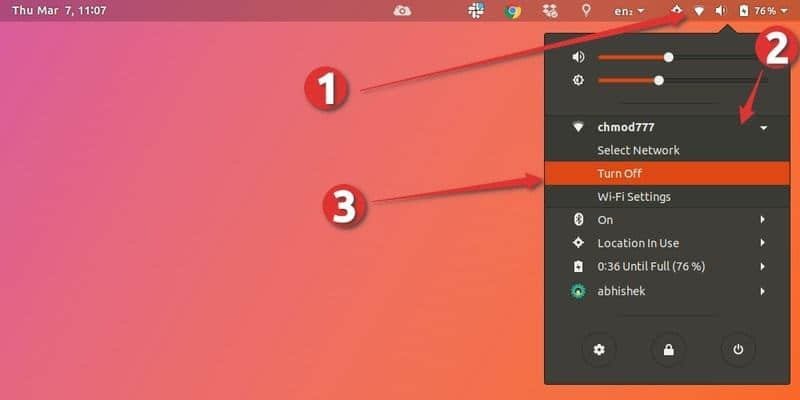 Thu Mar 7, 11:07
en₂
76 %
1
2
chmod777
Select Network
Turn Off
3
Wi-Fi Settings
On
Location In Use
0:36 Until Full (76 %)
abhishek